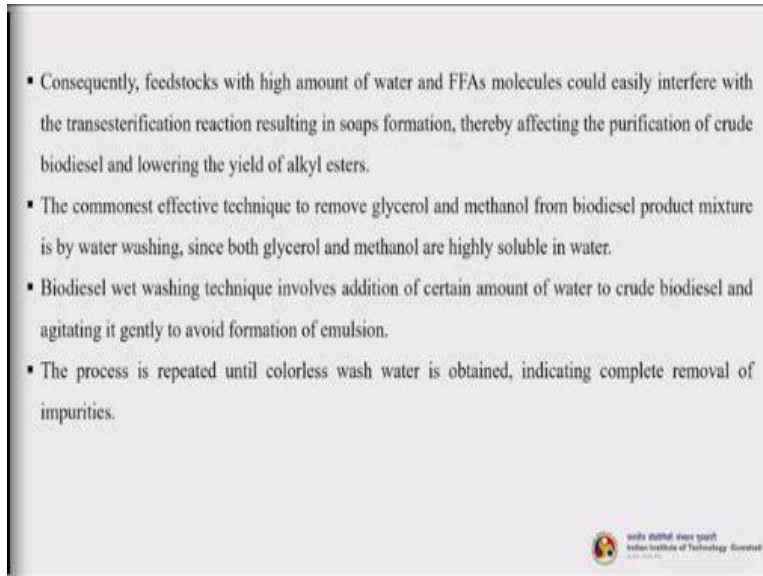 ▪ Consequently, feedstocks with high amount of water and FFAs molecules could easily interfere with
the transesterification reaction resulting in soaps formation, thereby affecting the purification of crude
biodiesel and lowering the yield of alkyl esters.
▪ The commonest effective technique to remove glycerol and methanol from biodiesel product mixture
is by water washing, since both glycerol and methanol are highly soluble in water.
▪ Biodiesel wet washing technique involves addition of certain amount of water to crude biodiesel and
agitating it gently to avoid formation of emulsion.
▪ The process is repeated until colorless wash water is obtained, indicating complete removal of
impurities.
Indian Institute of Technology Guwahati